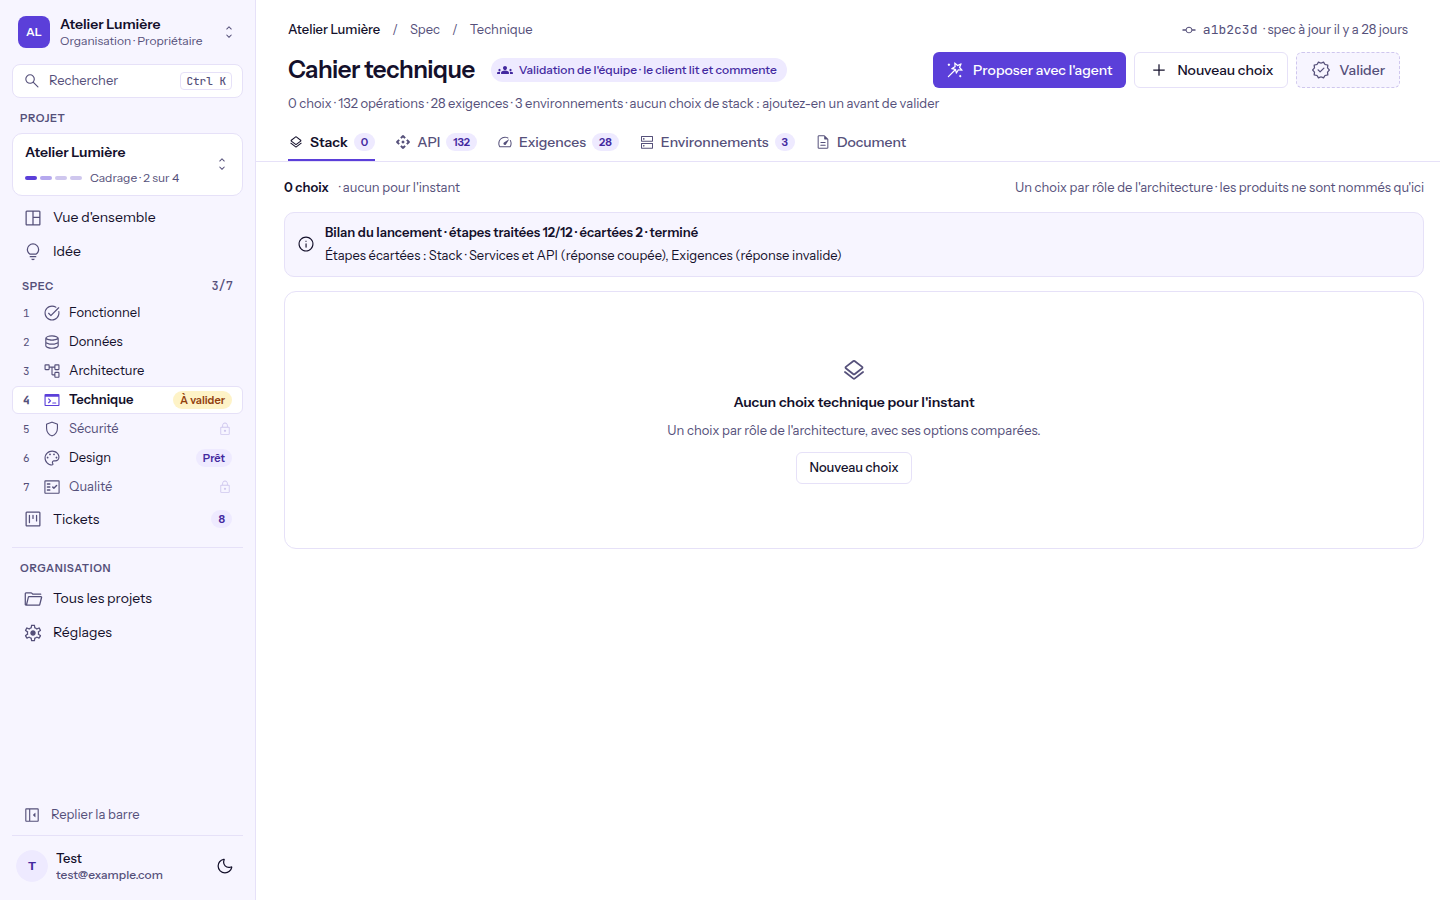 AL
Atelier Lumière
Organisation · Propriétaire
Rechercher
Ctrl K
PROJET
Atelier Lumière
Cadrage · 2 sur 4
Vue d'ensemble
Idée
SPEC 3/7
1 Fonctionnel
2 Données
3 Architecture
4 Technique À valider
5 Sécurité
6 Design Prêt
7 Qualité
Tickets 8
ORGANISATION
Tous les projets
Réglages
Replier la barre
T
Test
test@example.com
Atelier Lumière / Spec / Technique
a1b2c3d · spec à jour il y a 28 jours
Cahier technique
Validation de l'équipe · le client lit et commente
Proposer avec l'agent
Nouveau choix
Valider
0 choix · 132 opérations · 28 exigences · 3 environnements · aucun choix de stack : ajoutez-en un avant de valider
Stack 0 API 132 Exigences 28 Environnements 3 Document
0 choix · aucun pour l'instant
Un choix par rôle de l'architecture · les produits ne sont nommés qu'ici
Bilan du lancement · étapes traitées 12/12 · écartées 2 · terminé
Étapes écartées : Stack · Services et API (réponse coupée), Exigences (réponse invalide)
Aucun choix technique pour l'instant
Un choix par rôle de l'architecture, avec ses options comparées.
Nouveau choix